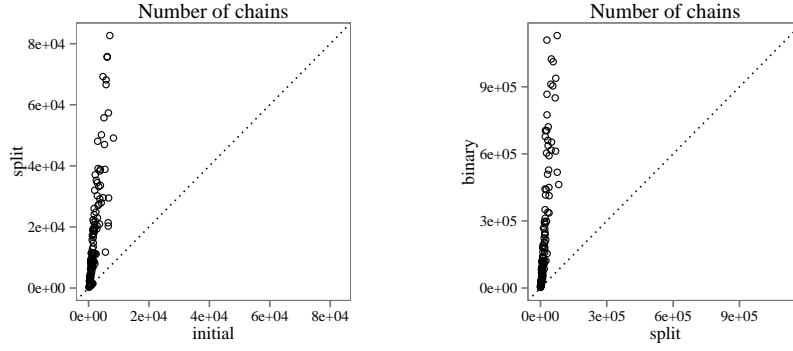 Number of chains
8e+04
6e+04
4e+04
2e+04
0e+00
split
0e+00 2e+04 4e+04 6e+04 8e+04
initial
Number of chains
9e+05
6e+05
3e+05
0e+00
binary
0e+00 3e+05 6e+05 9e+05
split